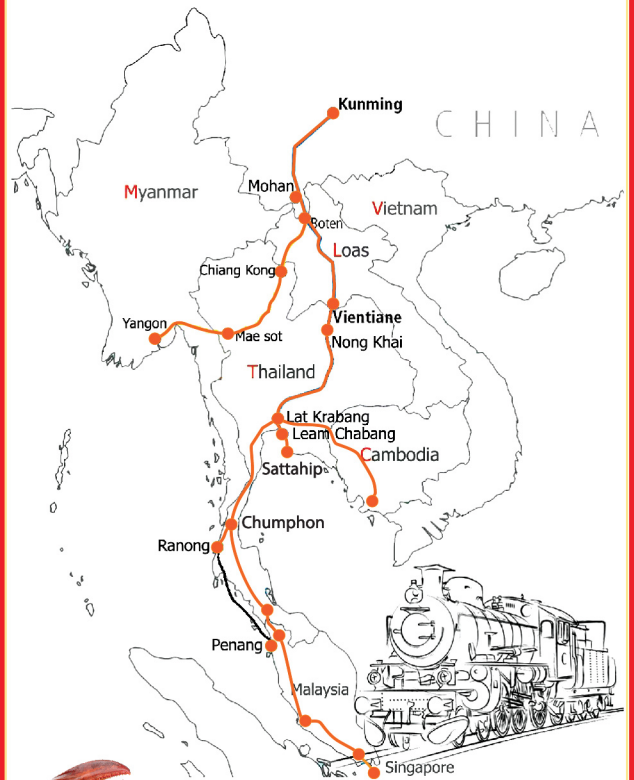 Kunming
CHINA
Mohan
Myanmar
Vietnam
Boten
Loas
Chiang Kong
Vientiane
Yangon
Mae sot
Nong Khai
Thailand
Lat Krabang
Leam Chabang
Cambodia
Sattahip
Chumphon
Ranong
Penang
Malaysia
Singapore